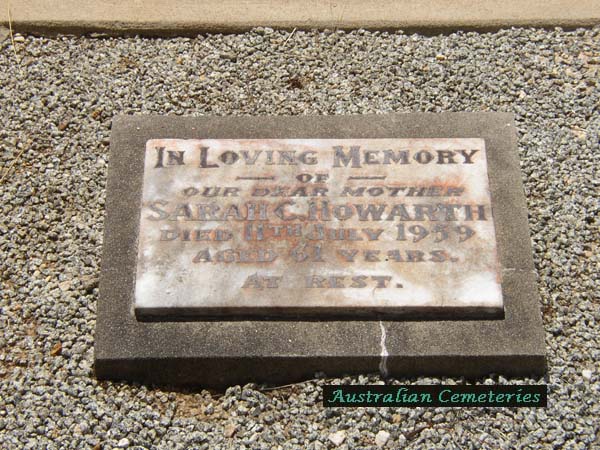 In Loving Memory
— OF —
OUR DEAR MOTHER
SARAH C. HOWARTH
DIED 11TH JULY 1959
AGED 61 YEARS.
AT REST.
Australian Cemeteries